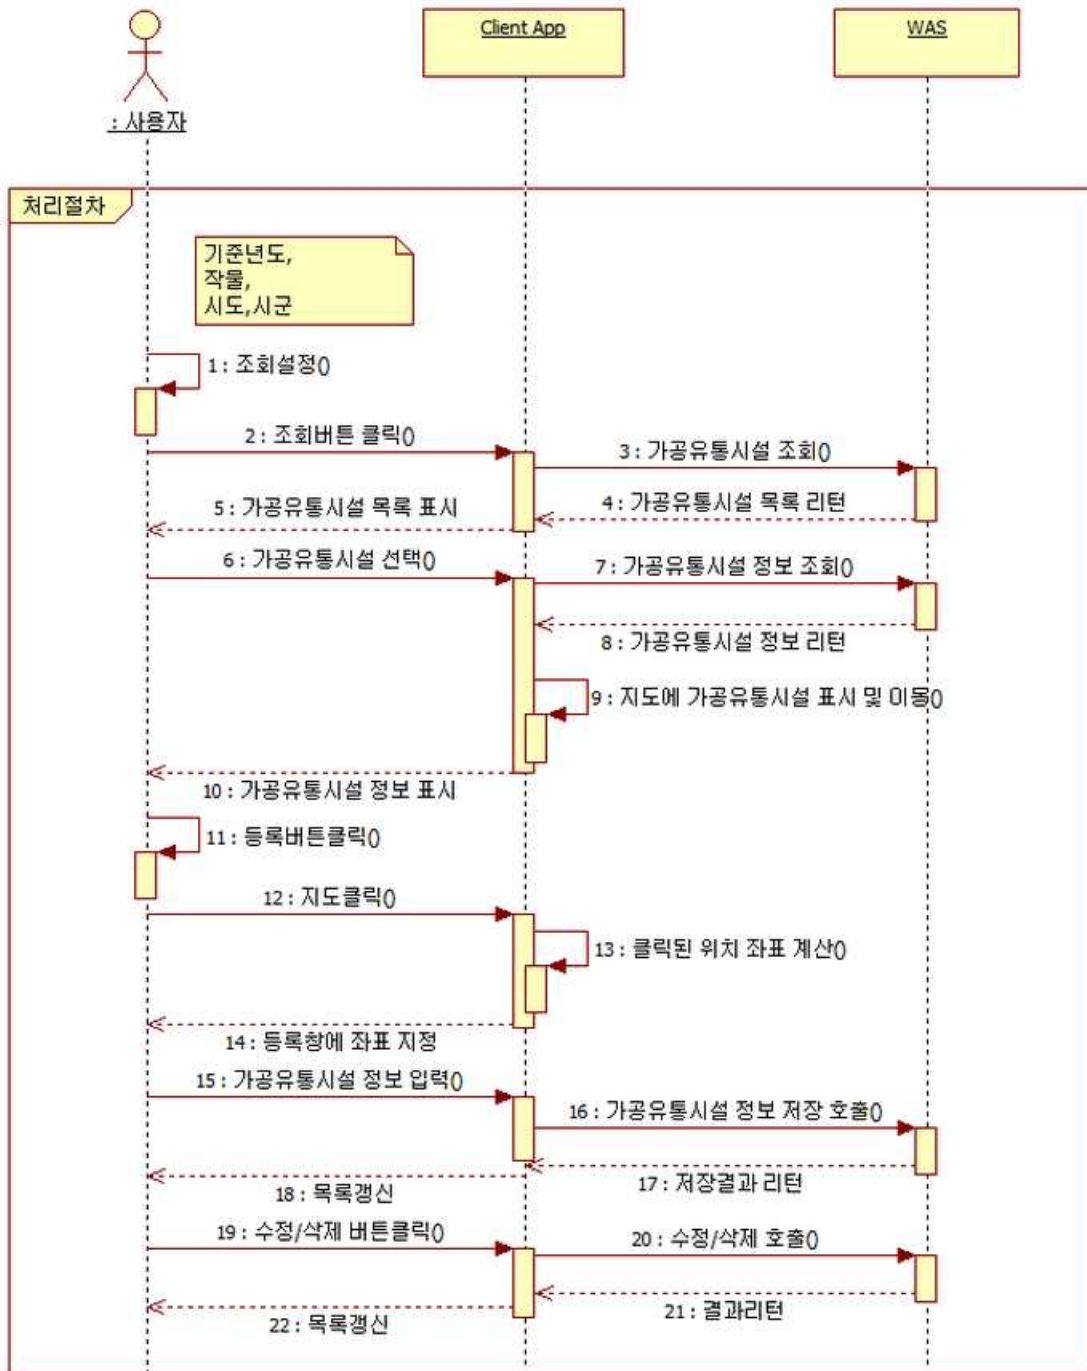 Client App
WAS
: 사용자
처리절차
기준년도,
작물,
시도,시군
1 : 조회설정()
2 : 조회버튼 클릭()
3 : 가공유통시설 조회()
4 : 가공유통시설 목록 리턴
5 : 가공유통시설 목록 표시
6 : 가공유통시설 선택()
7 : 가공유통시설 정보 조회()
8 : 가공유통시설 정보 리턴
9 : 지도에 가공유통시설 표시 및 이동()
10 : 가공유통시설 정보 표시
11 : 등록버튼클릭()
12 : 지도클릭()
13 : 클릭된 위치 좌표 계산()
14 : 등록창에 좌표 지정
15 : 가공유통시설 정보 입력()
16 : 가공유통시설 정보 저장 호출()
17 : 저장결과 리턴
18 : 목록갱신
19 : 수정/삭제 버튼클릭()
20 : 수정/삭제 호출()
21 : 결과리턴
22 : 목록갱신